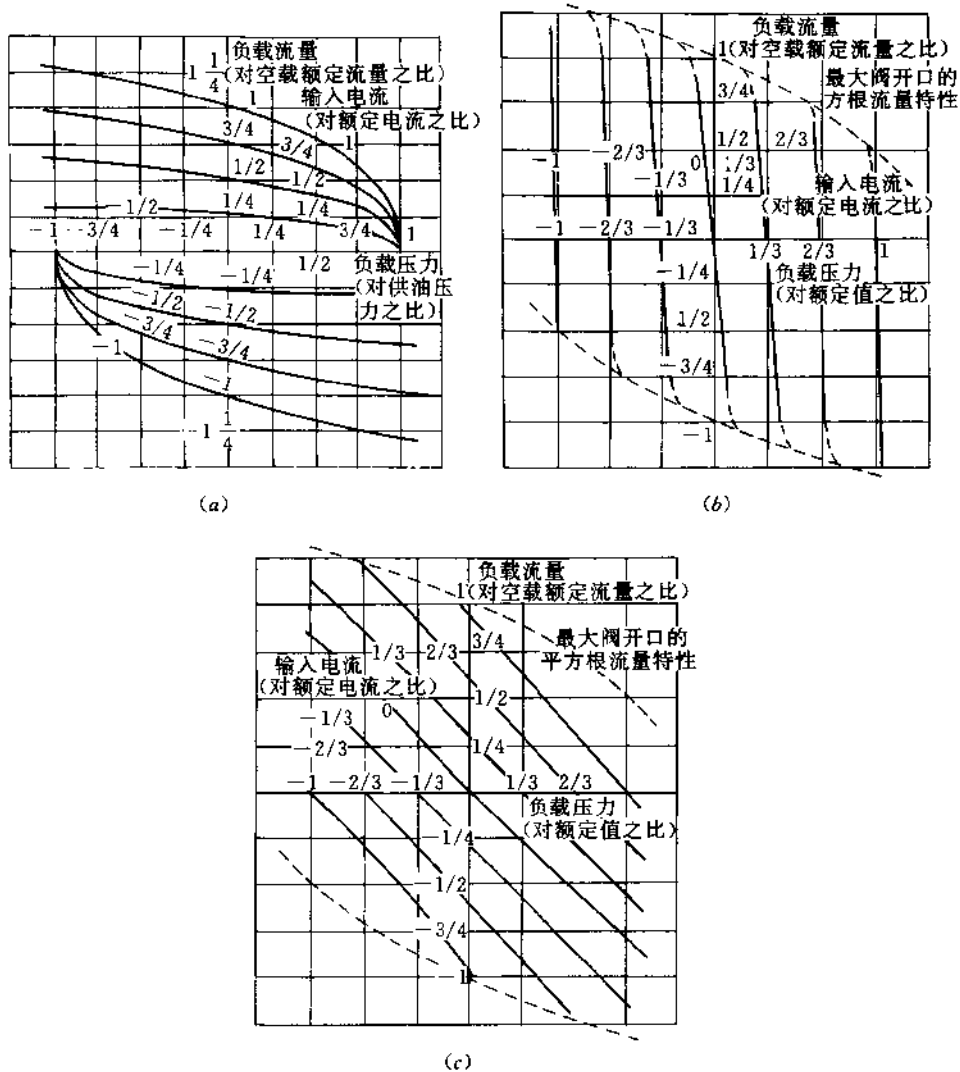 负载流量
1 1/4 (对空载额定流量之比)
1 输入电流
(对额定电流之比)
3/4 3/4 1
1/2 1/2
1/2 1/4 1/4
-1 -3/4 -1/4 1/4 3/4 1
1/2 负载压力
(对供油压
力之比)
-1/4 -1/4
-1/2 -1/2
-3/4 -3/4
-1 -1
-1 1/4
(a)
负载流量
1(对空载额定流量之比)
最大阀开口的
方根流量特性
3/4
-1 -2/3 -1/3 0 1/2 2/3
1/3
1/4
输入电流
(对额定电流之比)
-1 -2/3 -1/3
1/3 2/3 1
负载压力
(对额定值之比)
-1/4
1/2
-3/4
-1
(b)
负载流量
1(对空载额定流量之比)
最大阀开口的
平方根流量特性
输入电流
(对额定电流之比)
1/3 2/3 3/4
1/2
-1/3 0
-2/3 1/4
-1 -2/3 -1/3 1/3 2/3
负载压力
(对额定值之比)
-1/4
-1/2
-3/4
-1
(c)